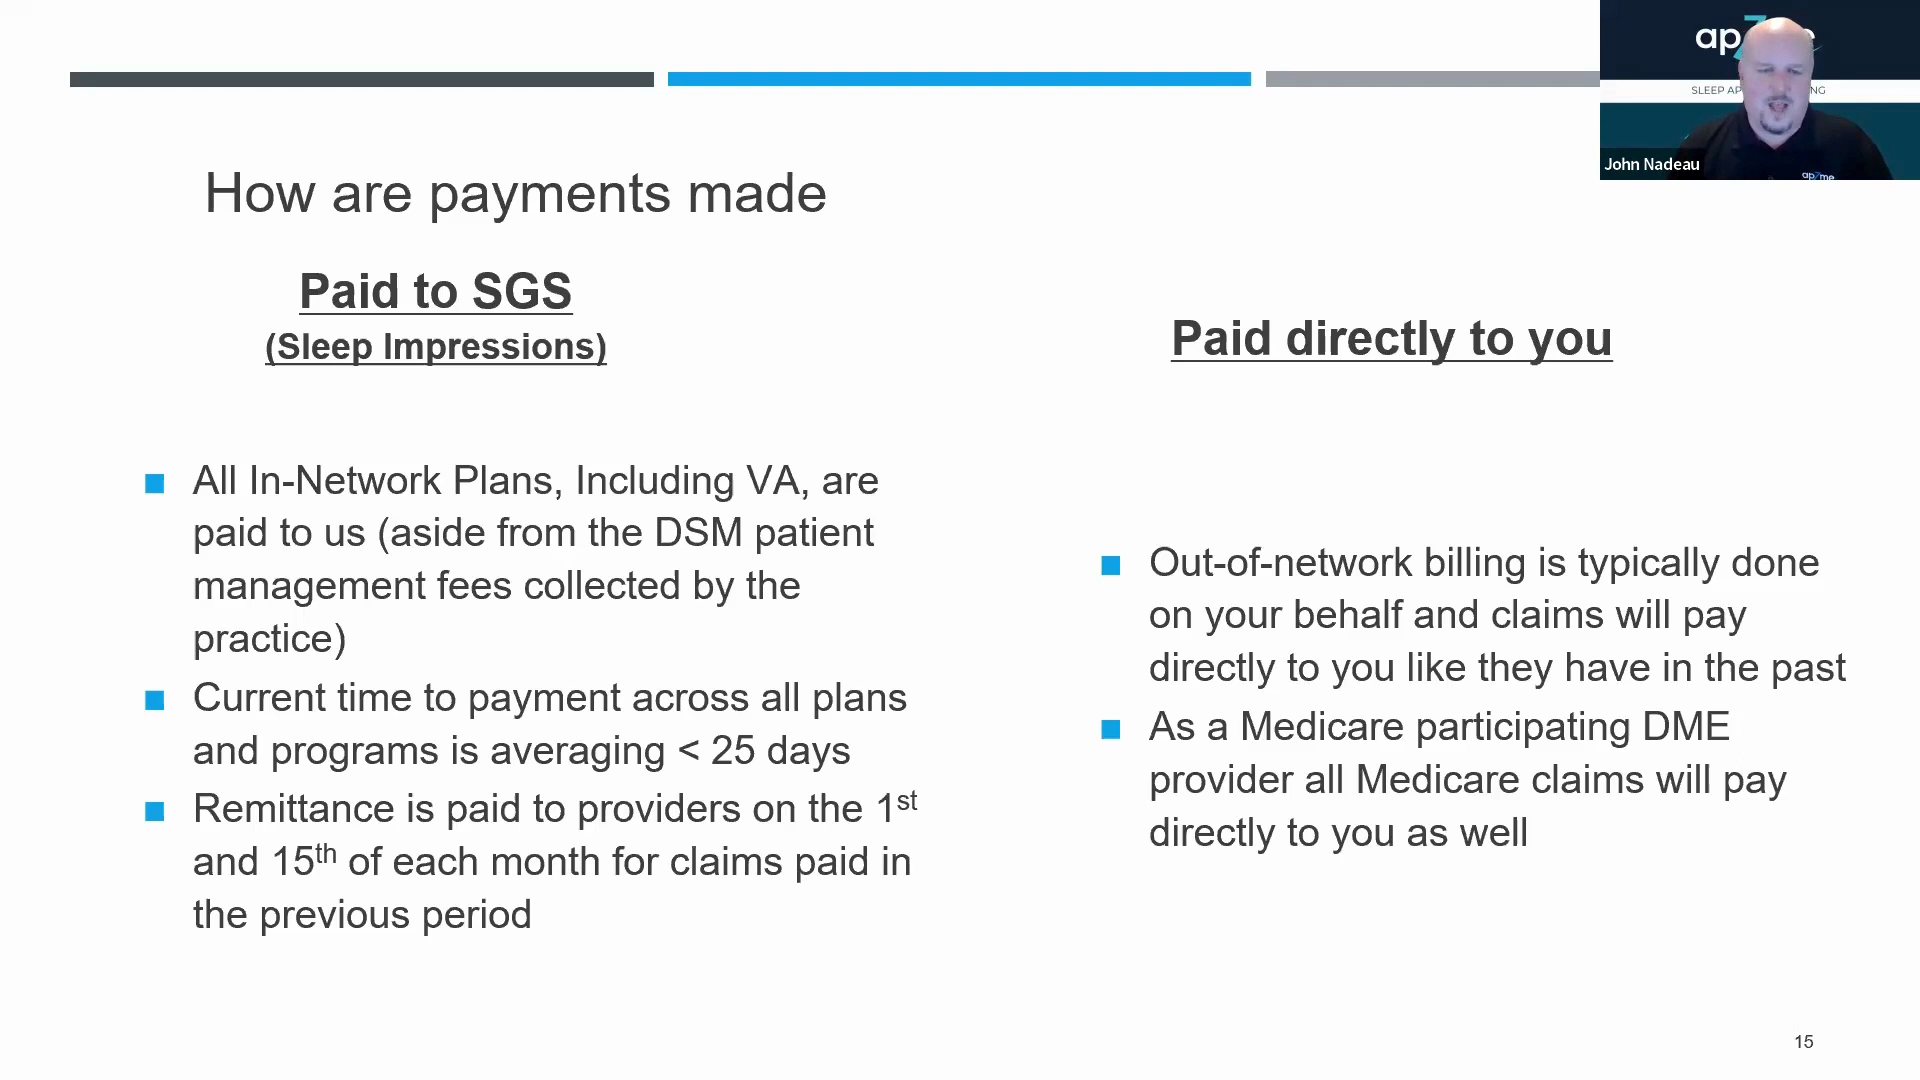 How are payments made
Paid to SGS
(Sleep Impressions)
All In-Network Plans, Including VA, are
paid to us (aside from the DSM patient
management fees collected by the
practice)
Current time to payment across all plans
and programs is averaging < 25 days
Remittance is paid to providers on the 1st
and 15th of each month for claims paid in
the previous period
Paid directly to you
Out-of-network billing is typically done
on your behalf and claims will pay
directly to you like they have in the past
As a Medicare participating DME
provider all Medicare claims will pay
directly to you as well
15
SLEEP
John Nadeau